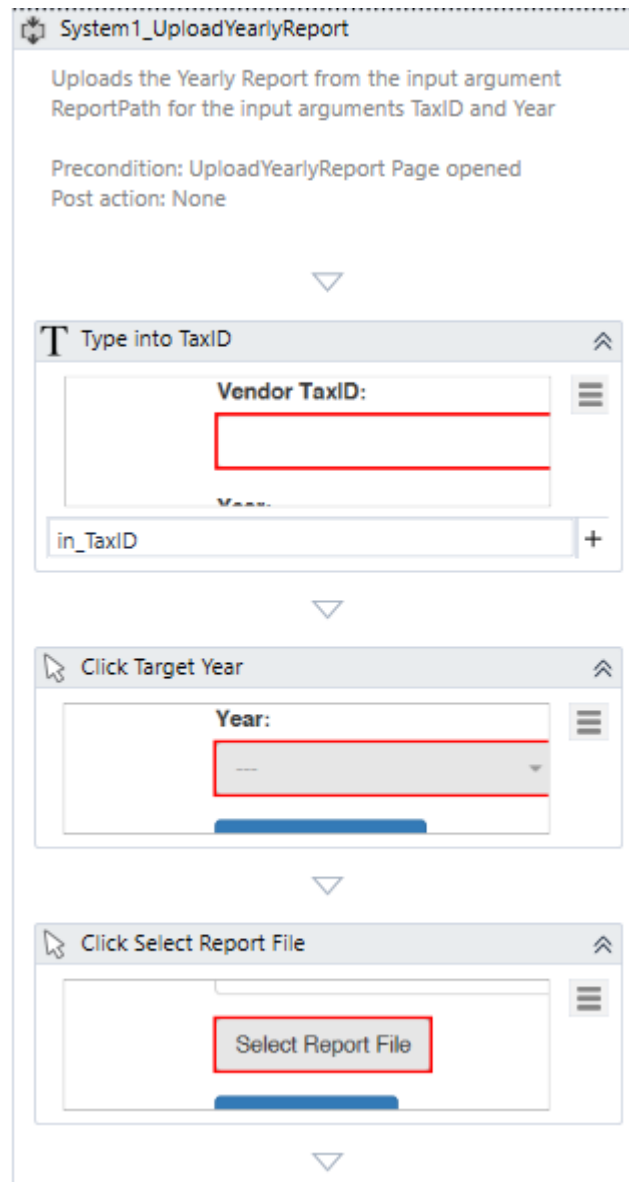 System1_UploadYearlyReport
Uploads the Yearly Report from the input argument
ReportPath for the input arguments TaxID and Year
Precondition: UploadYearlyReport Page opened
Post action: None
T Type into TaxID
Vendor TaxID:
Year:
in_TaxID +
Click Target Year
Year:
---
Click Select Report File
Select Report File